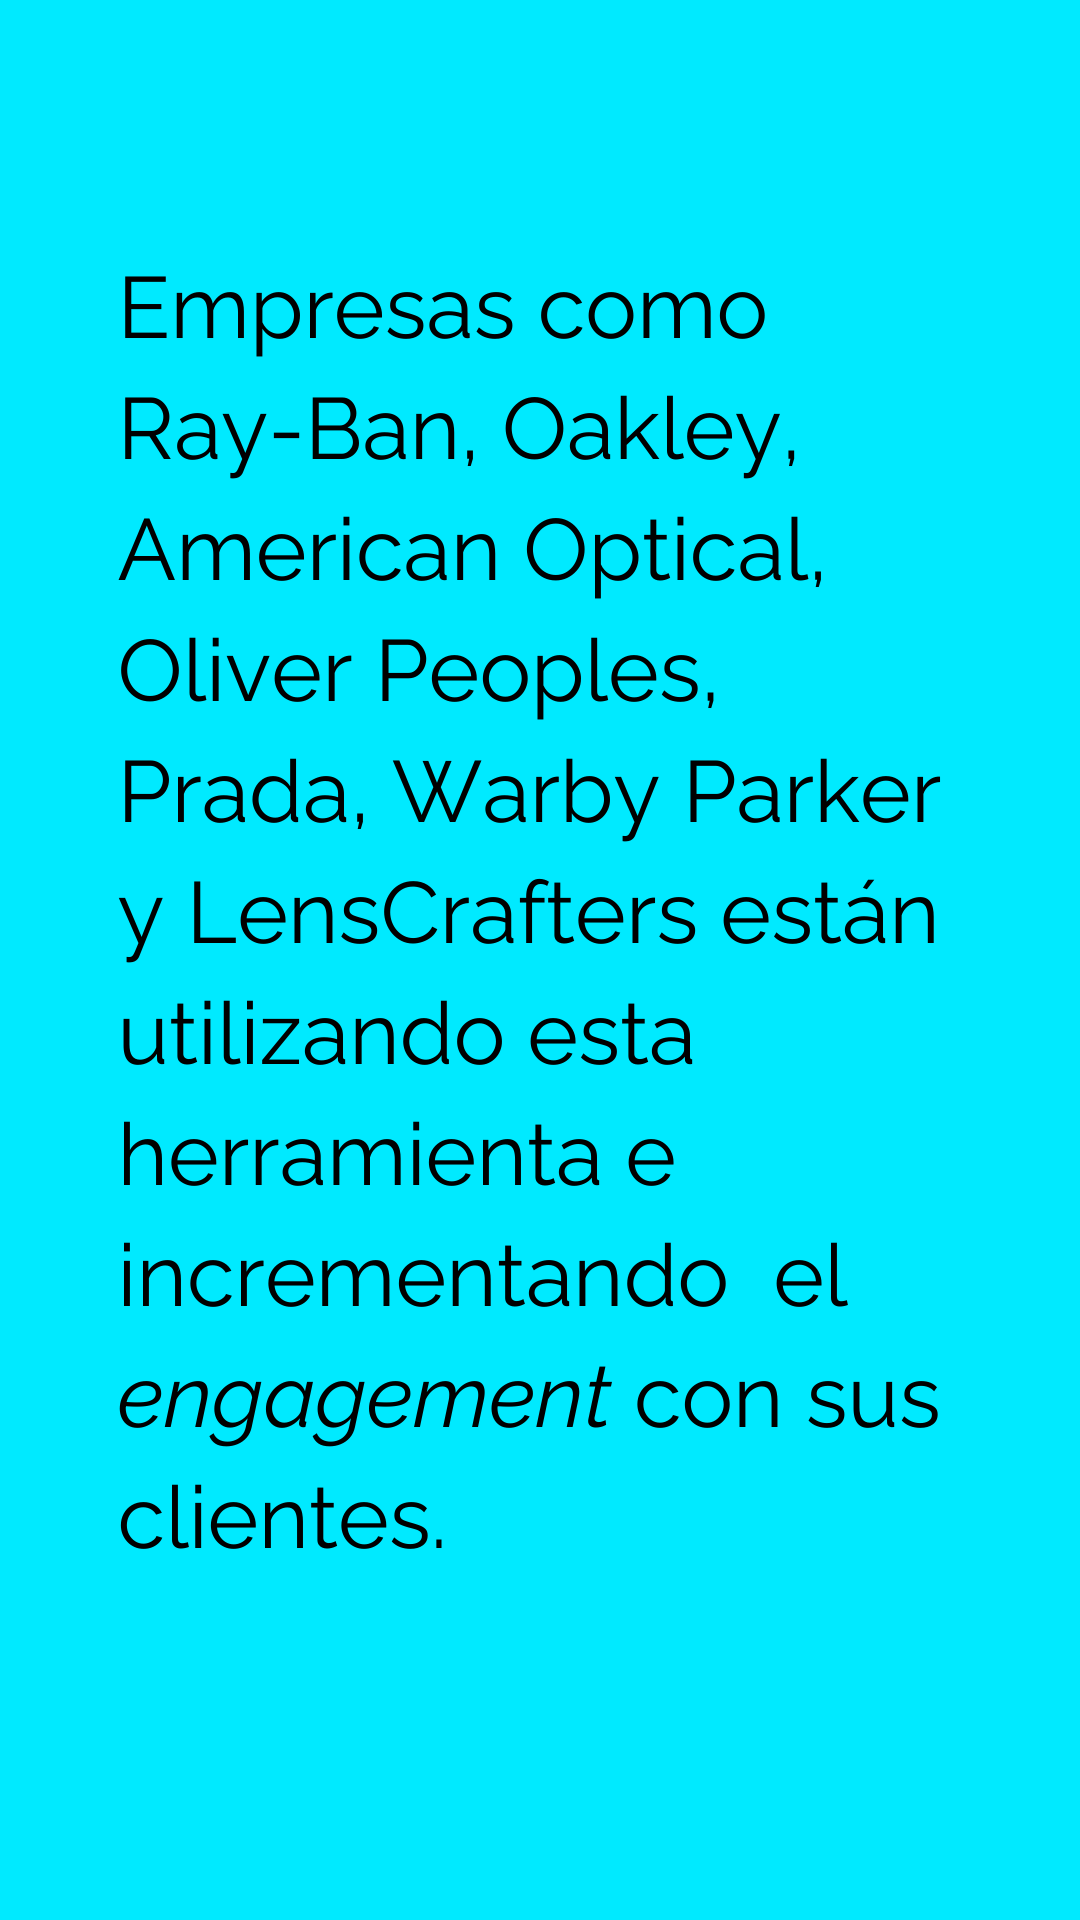 Empresas como
Ray-Ban, Oakley,
American Optical,
Oliver Peoples,
Prada, Warby Parker
y LensCrafters están
utilizando esta
herramienta e
incrementando  el
engagement con sus
clientes.